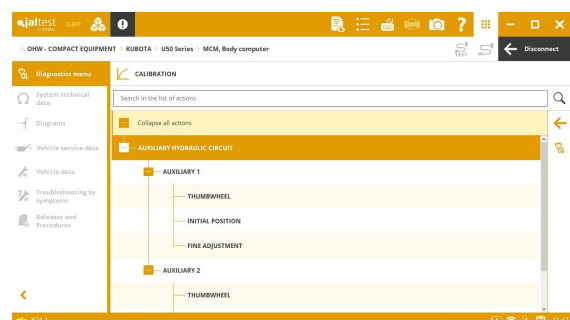 jaltest GRP
OHW - COMPACT EQUIPMENT > KUBOTA > U50 Series > MCM, Body computer
TEST
Disconnect
Diagnostics menu
System technical data
Diagrams
Vehicle service data
Vehicle data
Troubleshooting by symptoms
Releases and Procedures
CALIBRATION
Search in the list of actions
Collapse all actions
AUXILIARY HYDRAULIC CIRCUIT
AUXILIARY 1
THUMBWHEEL
INITIAL POSITION
FINE ADJUSTMENT
AUXILIARY 2
THUMBWHEEL